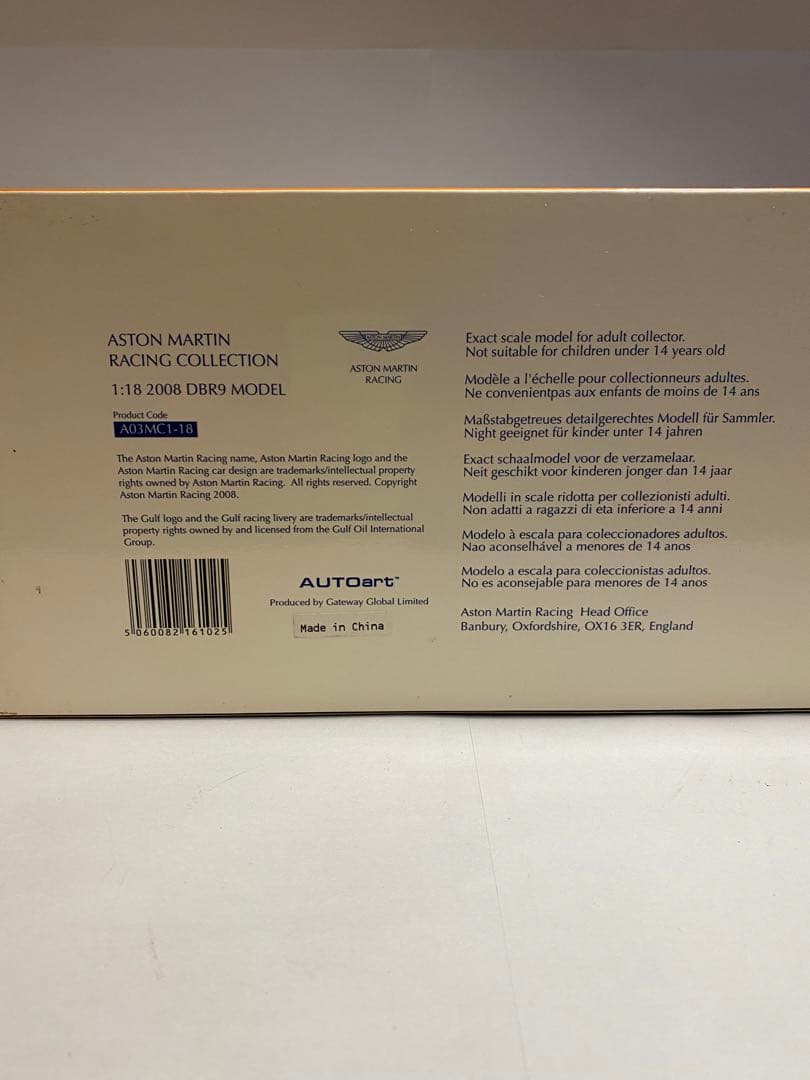 ASTON MARTIN
RACING COLLECTION
1:18 2008 DBR9 MODEL
Product Code
A03MC1-18
The Aston Martin Racing name, Aston Martin Racing logo and the
Aston Martin Racing car design are trademarks/intellectual property
rights owned by Aston Martin Racing. All rights reserved. Copyright
Aston Martin Racing 2008.
The Gulf logo and the Gulf racing livery are trademarks/intellectual
property rights owned by and licensed from the Gulf Oil International
Group.
5 060082 161025
ASTON MARTIN
ASTON MARTIN
RACING
AUTOart™
Produced by Gateway Global Limited
Made in China
Exact scale model for adult collector.
Not suitable for children under 14 years old
Modèle a l'échelle pour collectionneurs adultes.
Ne convenientpas aux enfants de moins de 14 ans
Maßstabgetreues detailgerechtes Modell für Sammler.
Night geeignet für kinder unter 14 jahren
Exact schaalmodel voor de verzamelaar.
Neit geschikt voor kinderen jonger dan 14 jaar
Modelli in scale ridotta per collezionisti adulti.
Non adatti a ragazzi di eta inferiore a 14 anni
Modelo à escala para coleccionadores adultos.
Nao aconselhável a menores de 14 anos
Modelo a escala para coleccionistas adultos.
No es aconsejable para menores de 14 anos
Aston Martin Racing Head Office
Banbury, Oxfordshire, OX16 3ER, England